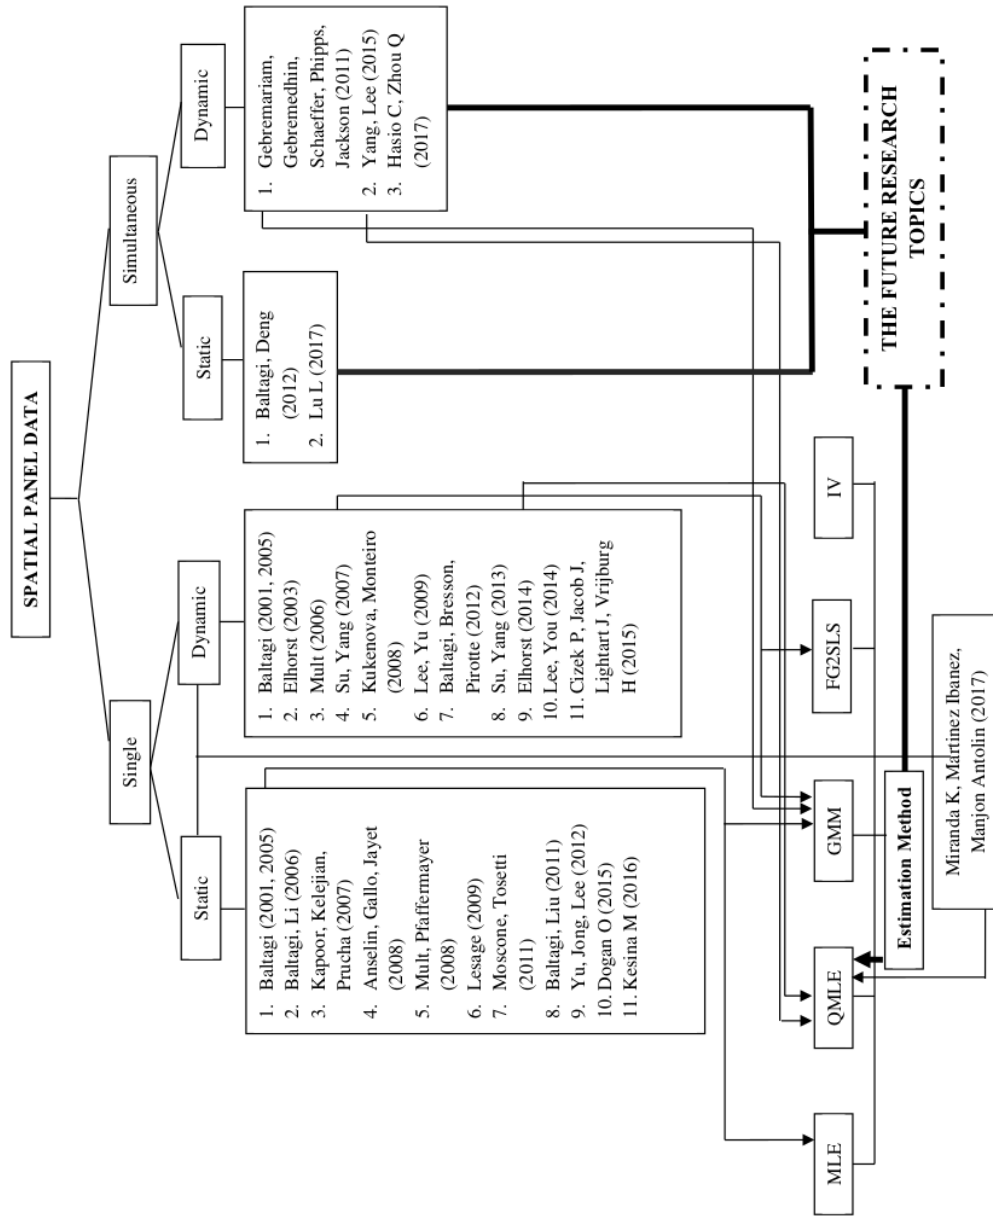 SPATIAL PANEL DATA
Single
Simultaneous
Static
Dynamic
Static
Dynamic
1. Baltagi (2001, 2005)
2. Baltagi, Li (2006)
3. Kapoor, Kelejian,
Prucha (2007)
4. Anselin, Gallo, Jayet
(2008)
5. Mult, Pfaffermayer
(2008)
6. Lesage (2009)
7. Moscone, Tosetti
(2011)
8. Baltagi, Liu (2011)
9. Yu, Jong, Lee (2012)
10. Dogan O (2015)
11. Kesina M (2016)
1. Baltagi (2001, 2005)
2. Elhorst (2003)
3. Mult (2006)
4. Su, Yang (2007)
5. Kukenova, Monteiro
(2008)
6. Lee, Yu (2009)
7. Baltagi, Bresson,
Pirotte (2012)
8. Su, Yang (2013)
9. Elhorst (2014)
10. Lee, You (2014)
11. Cizek P, Jacob J,
Lighthart J, Vrijburg
H (2015)
1. Baltagi, Deng
(2012)
2. Lu L (2017)
1. Gebremariam,
Gebremedhin,
Schaeffer, Phipps,
Jackson (2011)
2. Yang, Lee (2015)
3. Hasio C, Zhou Q
(2017)
MLE
QMLE
GMM
FG2SLS
IV
Estimation Method
THE FUTURE RESEARCH
TOPICS
Miranda K, Martinez Ibanez,
Manjon Antolin (2017)